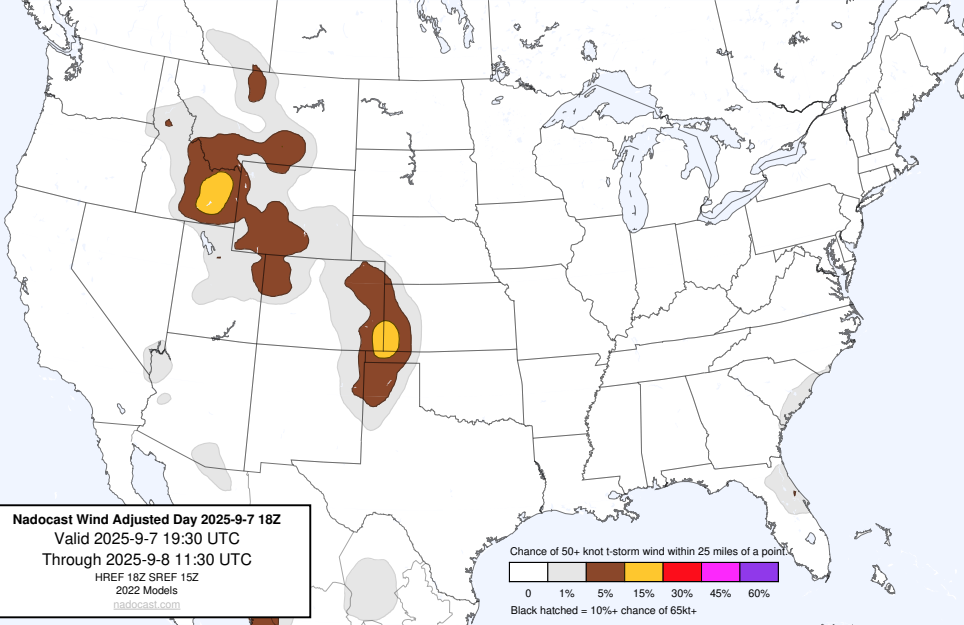 Nadocast Wind Adjusted Day 2025-9-7 18Z
Valid 2025-9-7 19:30 UTC
Through 2025-9-8 11:30 UTC
HREF 18Z SREF 15Z
2022 Models
nadocast.com
Chance of 50+ knot t-storm wind within 25 miles of a point.
0 1% 5% 15% 30% 45% 60%
Black hatched = 10%+ chance of 65kt+